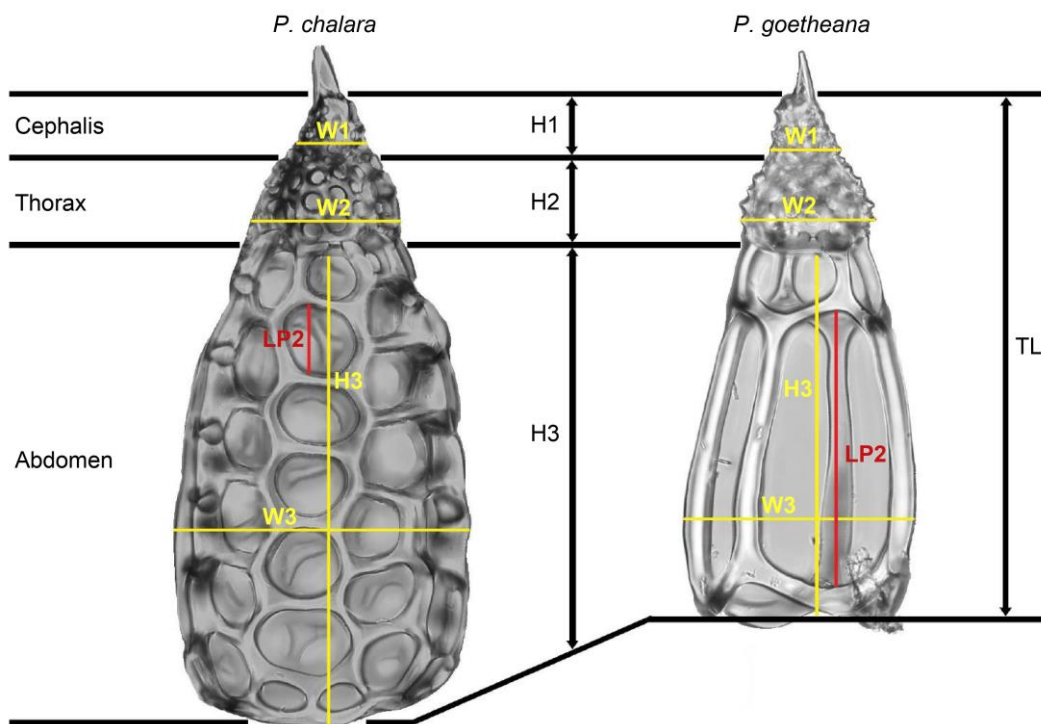 P. chalara
P. goetheana
Cephalis
H1
W1
W1
Thorax
H2
W2
W2
LP2
H3
H3
TL
Abdomen
H3
LP2
W3
W3